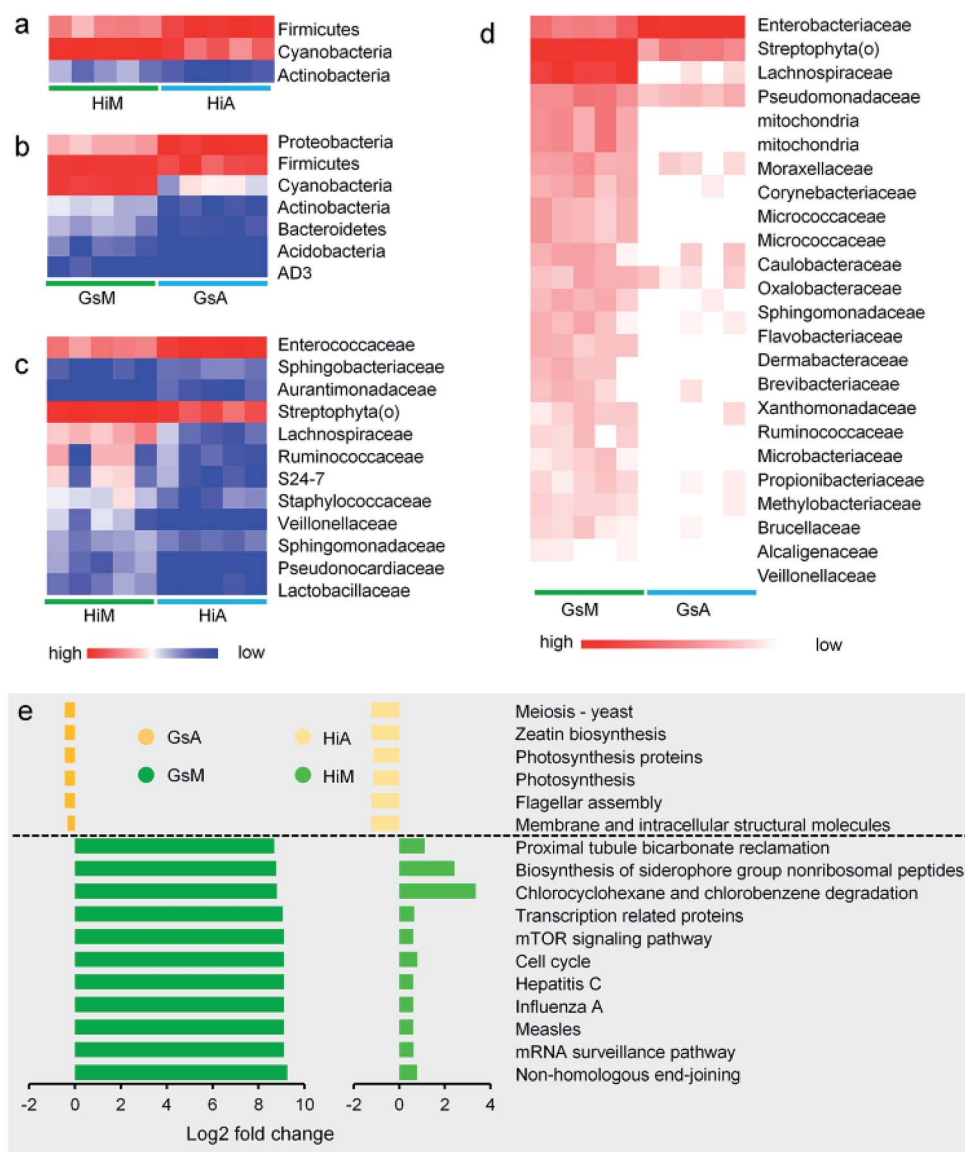 a
Firmicutes
Cyanobacteria
Actinobacteria
HiM
HiA
b
Proteobacteria
Firmicutes
Cyanobacteria
Actinobacteria
Bacteroidetes
Acidobacteria
AD3
GsM
GsA
c
Enterococcaceae
Sphingobacteriaceae
Aurantimonadaceae
Streptophyta(o)
Lachnospiraceae
Ruminococcaceae
S24-7
Staphylococcaceae
Veillonellaceae
Sphingomonadaceae
Pseudonocardiaceae
Lactobacillaceae
HiM
HiA
high
low
d
Enterobacteriaceae
Streptophyta(o)
Lachnospiraceae
Pseudomonadaceae
mitochondria
mitochondria
Moraxellaceae
Corynebacteriaceae
Micrococcaceae
Micrococcaceae
Caulobacteraceae
Oxalobacteraceae
Sphingomonadaceae
Flavobacteriaceae
Dermabacteraceae
Brevibacteriaceae
Xanthomonadaceae
Ruminococcaceae
Microbacteriaceae
Propionibacteriaceae
Methylobacteriaceae
Brucellaceae
Alcaligenaceae
Veillonellaceae
GsM
GsA
high
low
e
GsA
HiA
GsM
HiM
Meiosis - yeast
Zeatin biosynthesis
Photosynthesis proteins
Photosynthesis
Flagellar assembly
Membrane and intracellular structural molecules
Proximal tubule bicarbonate reclamation
Biosynthesis of siderophore group nonribosomal peptides
Chlorocyclohexane and chlorobenzene degradation
Transcription related proteins
mTOR signaling pathway
Cell cycle
Hepatitis C
Influenza A
Measles
mRNA surveillance pathway
Non-homologous end-joining
-2 0 2 4 6 8 10
-2 0 2 4
Log2 fold change